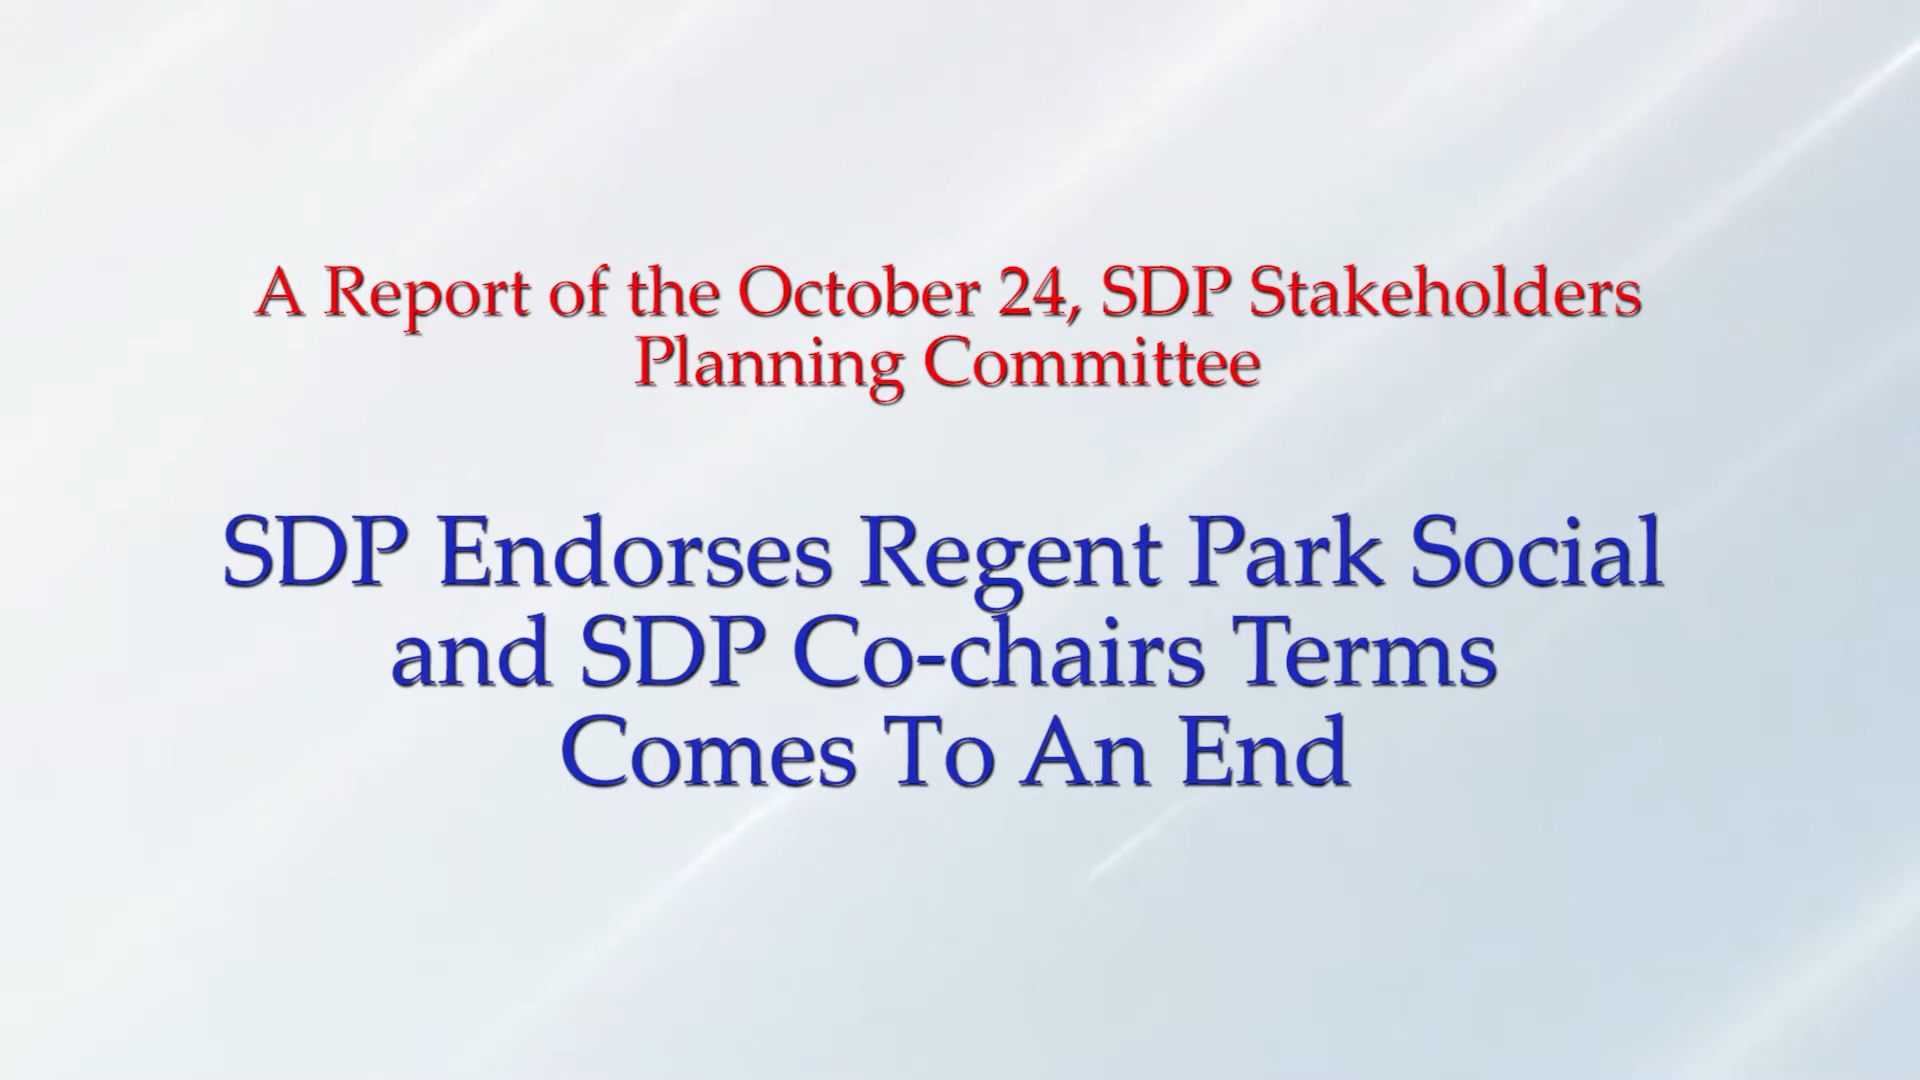 A Report of the October 24, SDP Stakeholders
Planning Committee
SDP Endorses Regent Park Social
and SDP Co-chairs Terms
Comes To An End